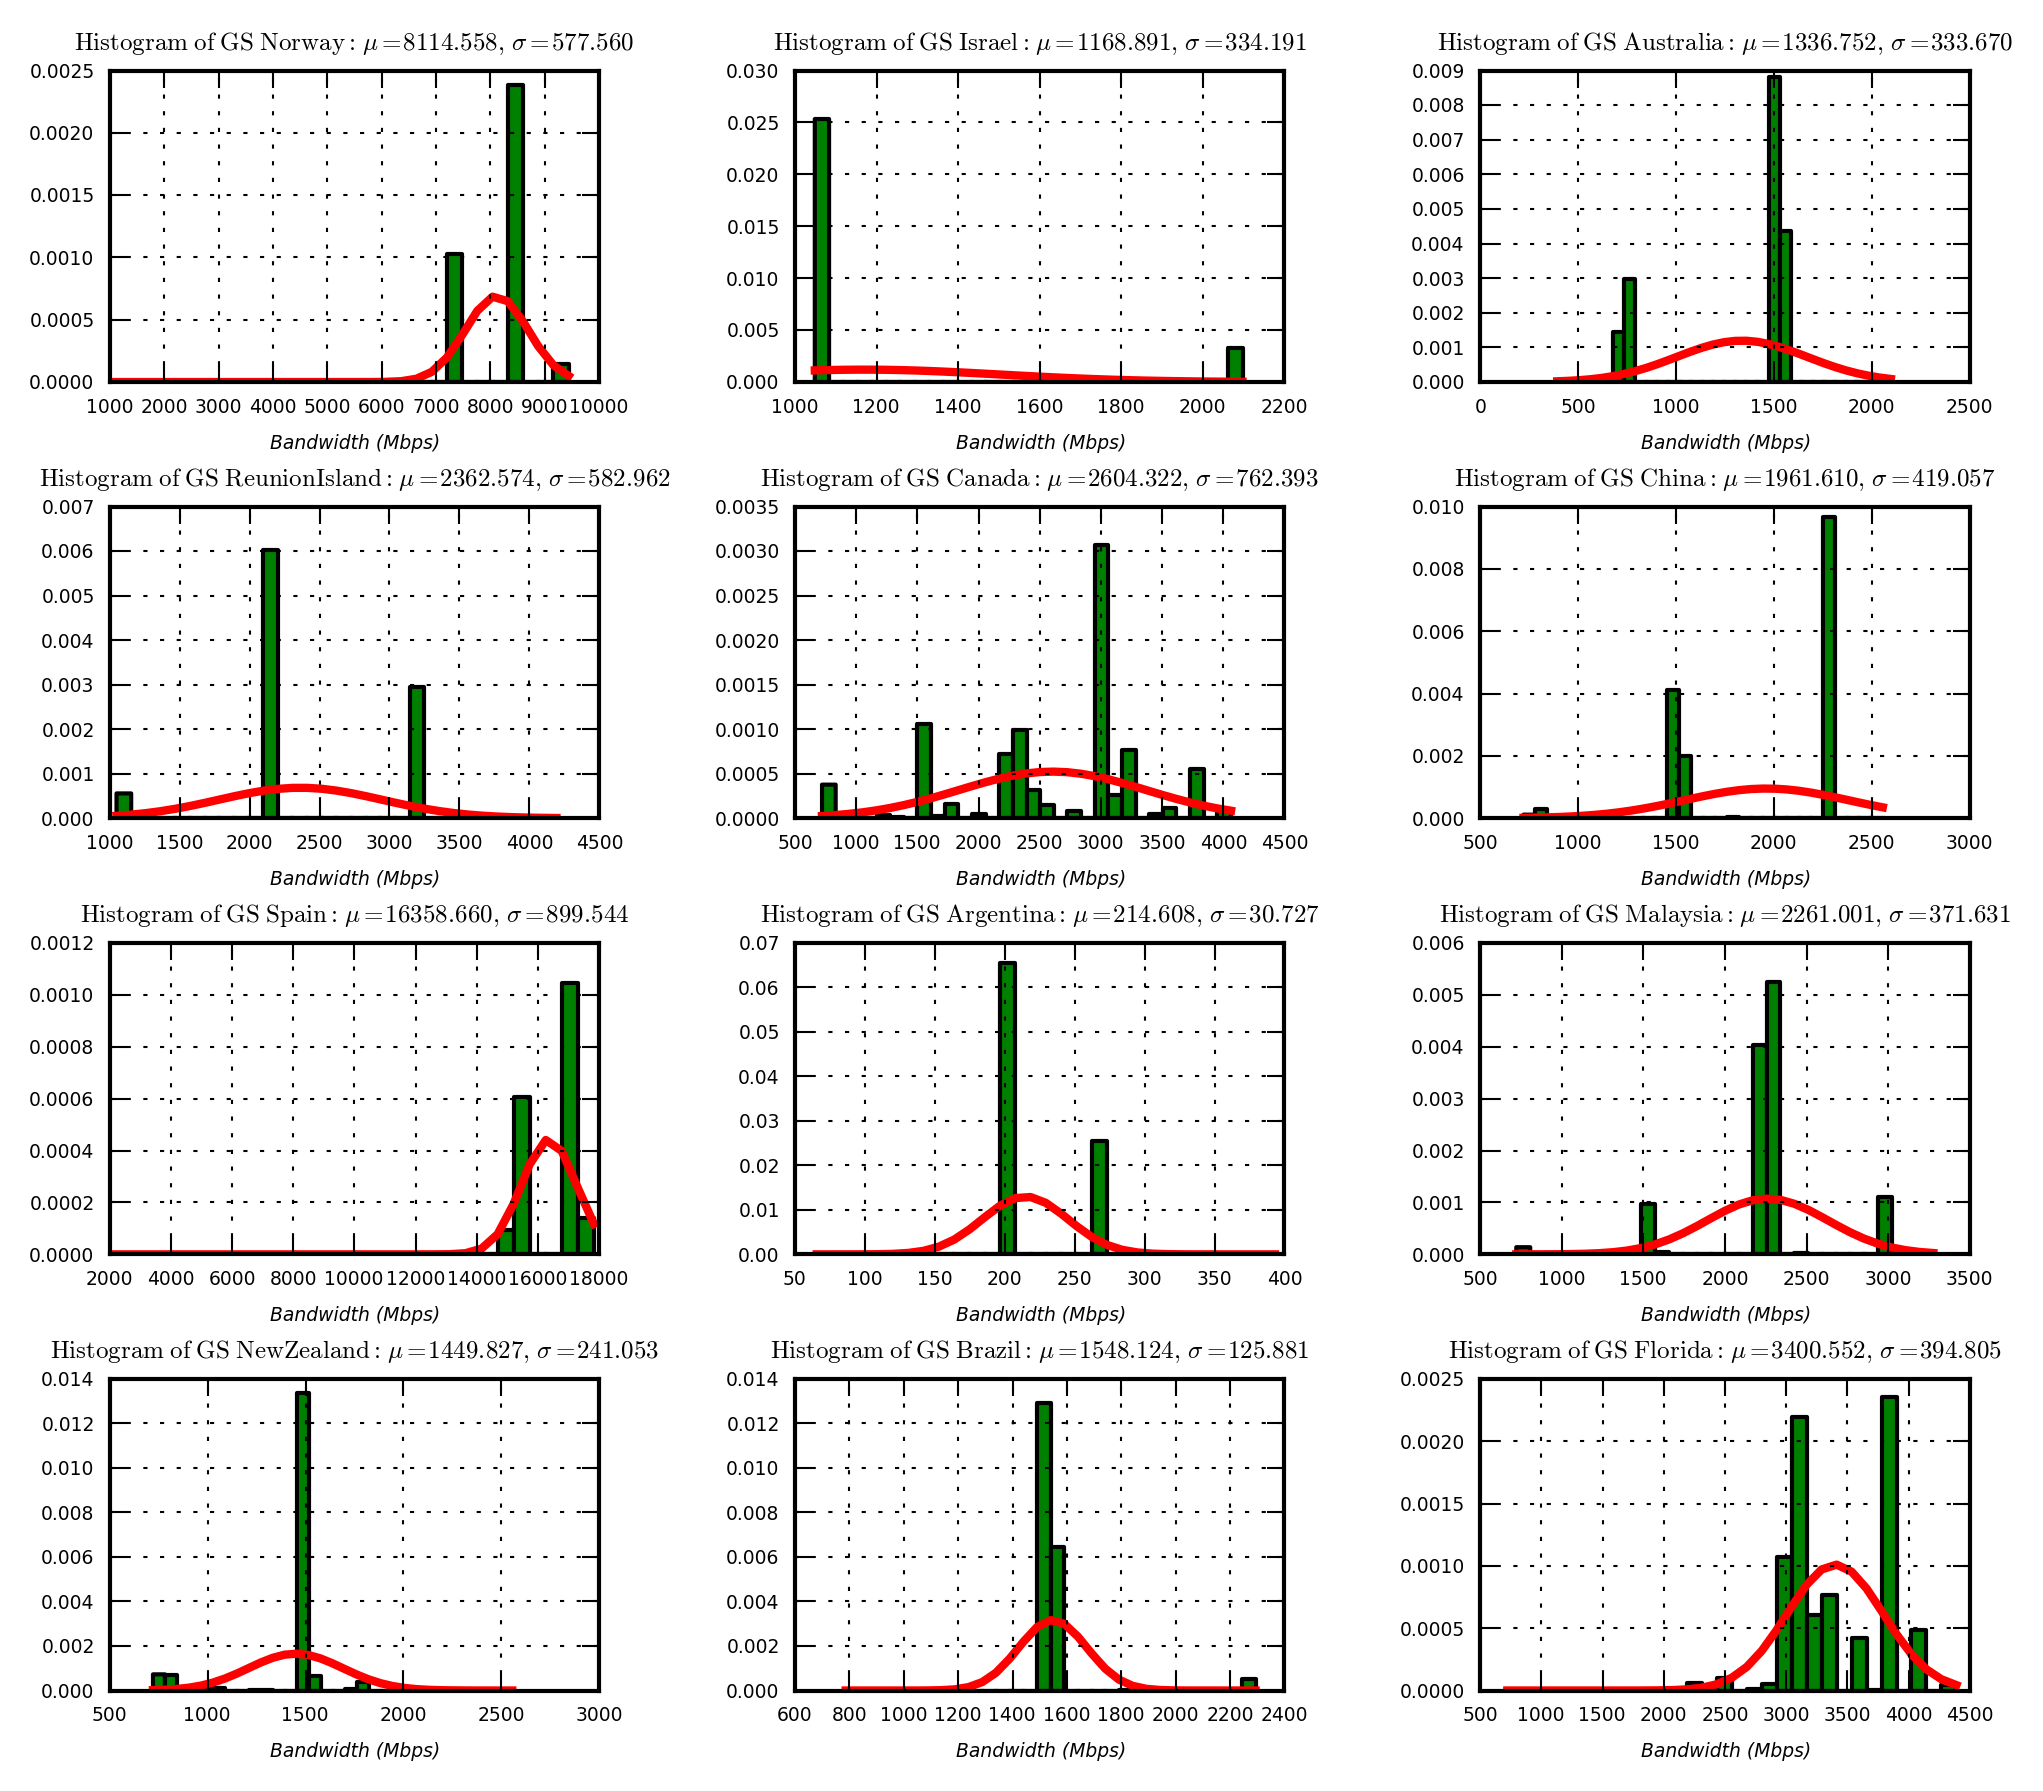 Histogram of GS Norway: μ=8114.558, σ=577.560
0.0025
0.0020
0.0015
0.0010
0.0005
0.0000
1000 2000 3000 4000 5000 6000 7000 8000 9000 10000
Bandwidth (Mbps)
Histogram of GS Israel: μ=1168.891, σ=334.191
0.030
0.025
0.020
0.015
0.010
0.005
0.000
1000 1200 1400 1600 1800 2000 2200
Bandwidth (Mbps)
Histogram of GS Australia: μ=1336.752, σ=333.670
0.009
0.008
0.007
0.006
0.005
0.004
0.003
0.002
0.001
0.000
0 500 1000 1500 2000 2500
Bandwidth (Mbps)
Histogram of GS ReunionIsland: μ=2362.574, σ=582.962
0.007
0.006
0.005
0.004
0.003
0.002
0.001
0.000
1000 1500 2000 2500 3000 3500 4000 4500
Bandwidth (Mbps)
Histogram of GS Canada: μ=2604.322, σ=762.393
0.0035
0.0030
0.0025
0.0020
0.0015
0.0010
0.0005
0.0000
500 1000 1500 2000 2500 3000 3500 4000 4500
Bandwidth (Mbps)
Histogram of GS China: μ=1961.610, σ=419.057
0.010
0.008
0.006
0.004
0.002
0.000
500 1000 1500 2000 2500 3000
Bandwidth (Mbps)
Histogram of GS Spain: μ=16358.660, σ=899.544
0.0012
0.0010
0.0008
0.0006
0.0004
0.0002
0.0000
2000 4000 6000 8000 10000 12000 14000 16000 18000
Bandwidth (Mbps)
Histogram of GS Argentina: μ=214.608, σ=30.727
0.07
0.06
0.05
0.04
0.03
0.02
0.01
0.00
50 100 150 200 250 300 350 400
Bandwidth (Mbps)
Histogram of GS Malaysia: μ=2261.001, σ=371.631
0.006
0.005
0.004
0.003
0.002
0.001
0.000
500 1000 1500 2000 2500 3000 3500
Bandwidth (Mbps)
Histogram of GS NewZealand: μ=1449.827, σ=241.053
0.014
0.012
0.010
0.008
0.006
0.004
0.002
0.000
500 1000 1500 2000 2500 3000
Bandwidth (Mbps)
Histogram of GS Brazil: μ=1548.124, σ=125.881
0.014
0.012
0.010
0.008
0.006
0.004
0.002
0.000
600 800 1000 1200 1400 1600 1800 2000 2200 2400
Bandwidth (Mbps)
Histogram of GS Florida: μ=3400.552, σ=394.805
0.0025
0.0020
0.0015
0.0010
0.0005
0.0000
500 1000 1500 2000 2500 3000 3500 4000 4500
Bandwidth (Mbps)